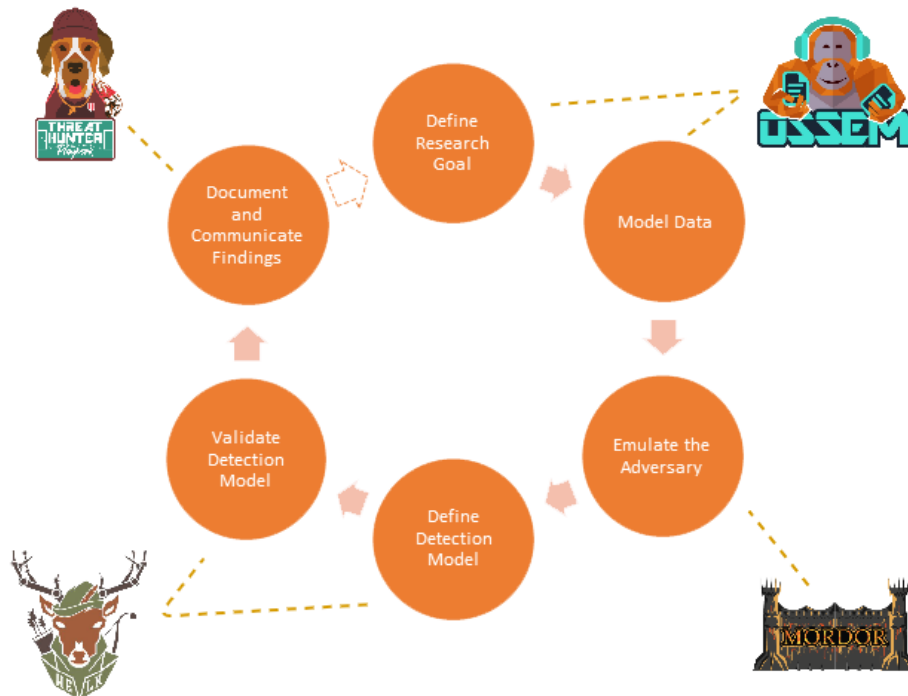 THREAT
HUNTER
Playbook
OSSEM
Define
Research
Goal
Document
and
Communicate
Findings
Model Data
Validate
Detection
Model
Emulate the
Adversary
Define
Detection
Model
HELK
MORDOR